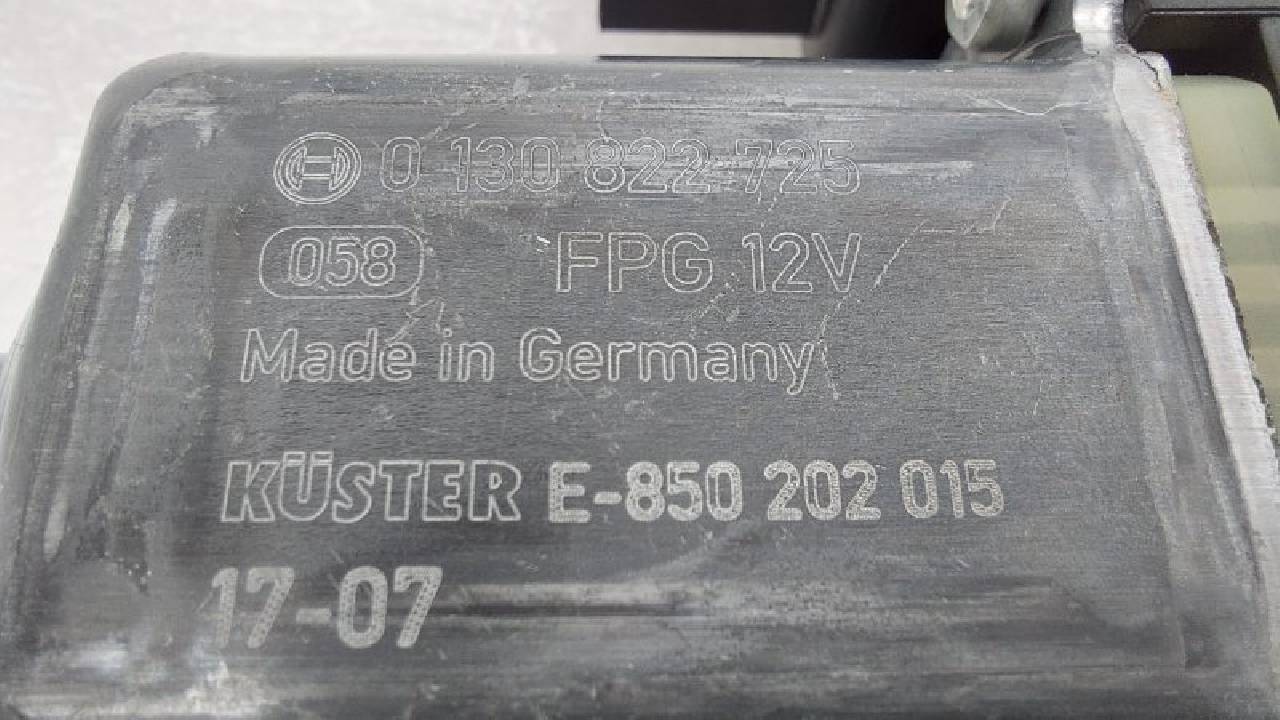 0 130 822 725
058 FPG 12V
Made in Germany
KÜSTER E-850 202 015
17-07